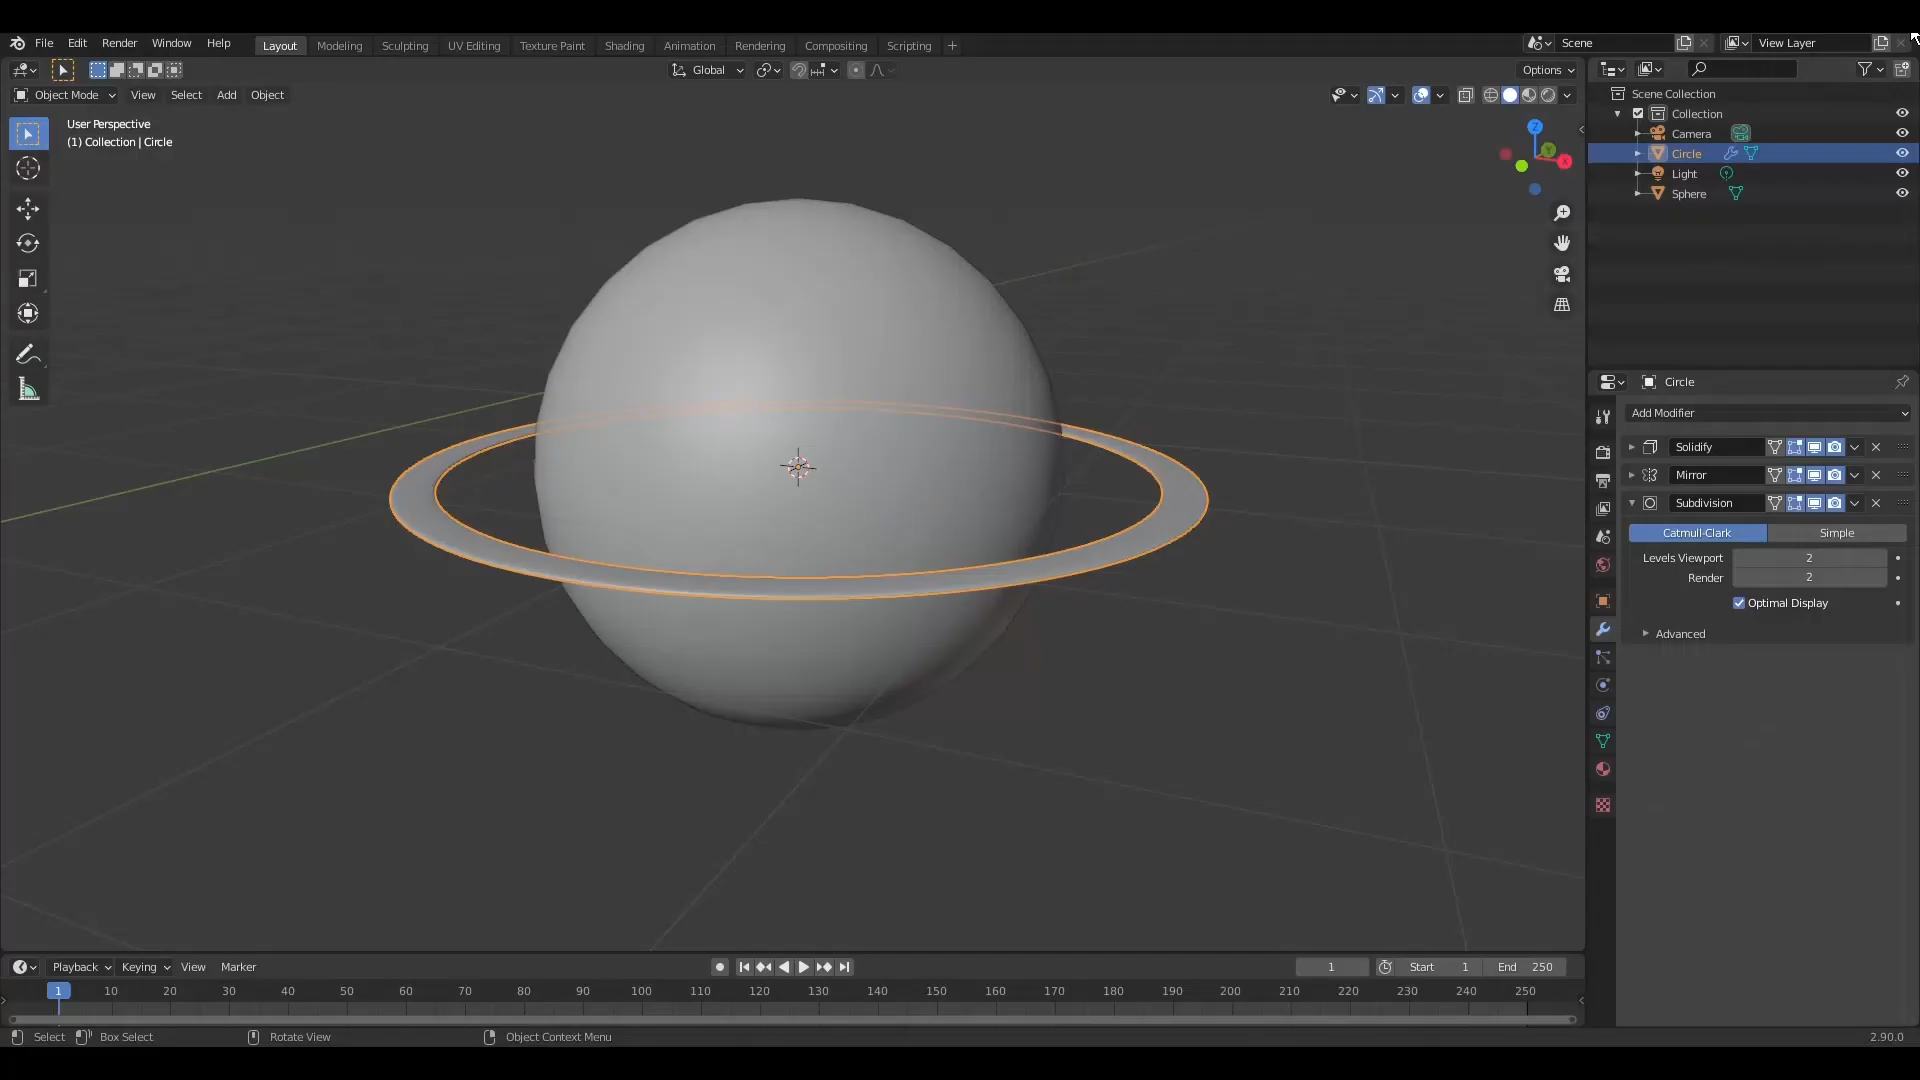 File Edit Render Window Help Layout Modeling Sculpting UV Editing Texture Paint Shading Animation Rendering Compositing Scripting + Scene View Layer
Global Options
Object Mode View Select Add Object
User Perspective
(1) Collection | Circle
Z
Y
X
Scene Collection
Collection
Camera
Circle
Light
Sphere
Circle
Add Modifier
Solidify
Mirror
Subdivision
Catmull-Clark Simple
Levels Viewport 2
Render 2
Optimal Display
Advanced
Playback Keying View Marker 1 Start 1 End 250
1 10 20 30 40 50 60 70 80 90 100 110 120 130 140 150 160 170 180 190 200 210 220 230 240 250
Select Box Select Rotate View Object Context Menu 2.90.0